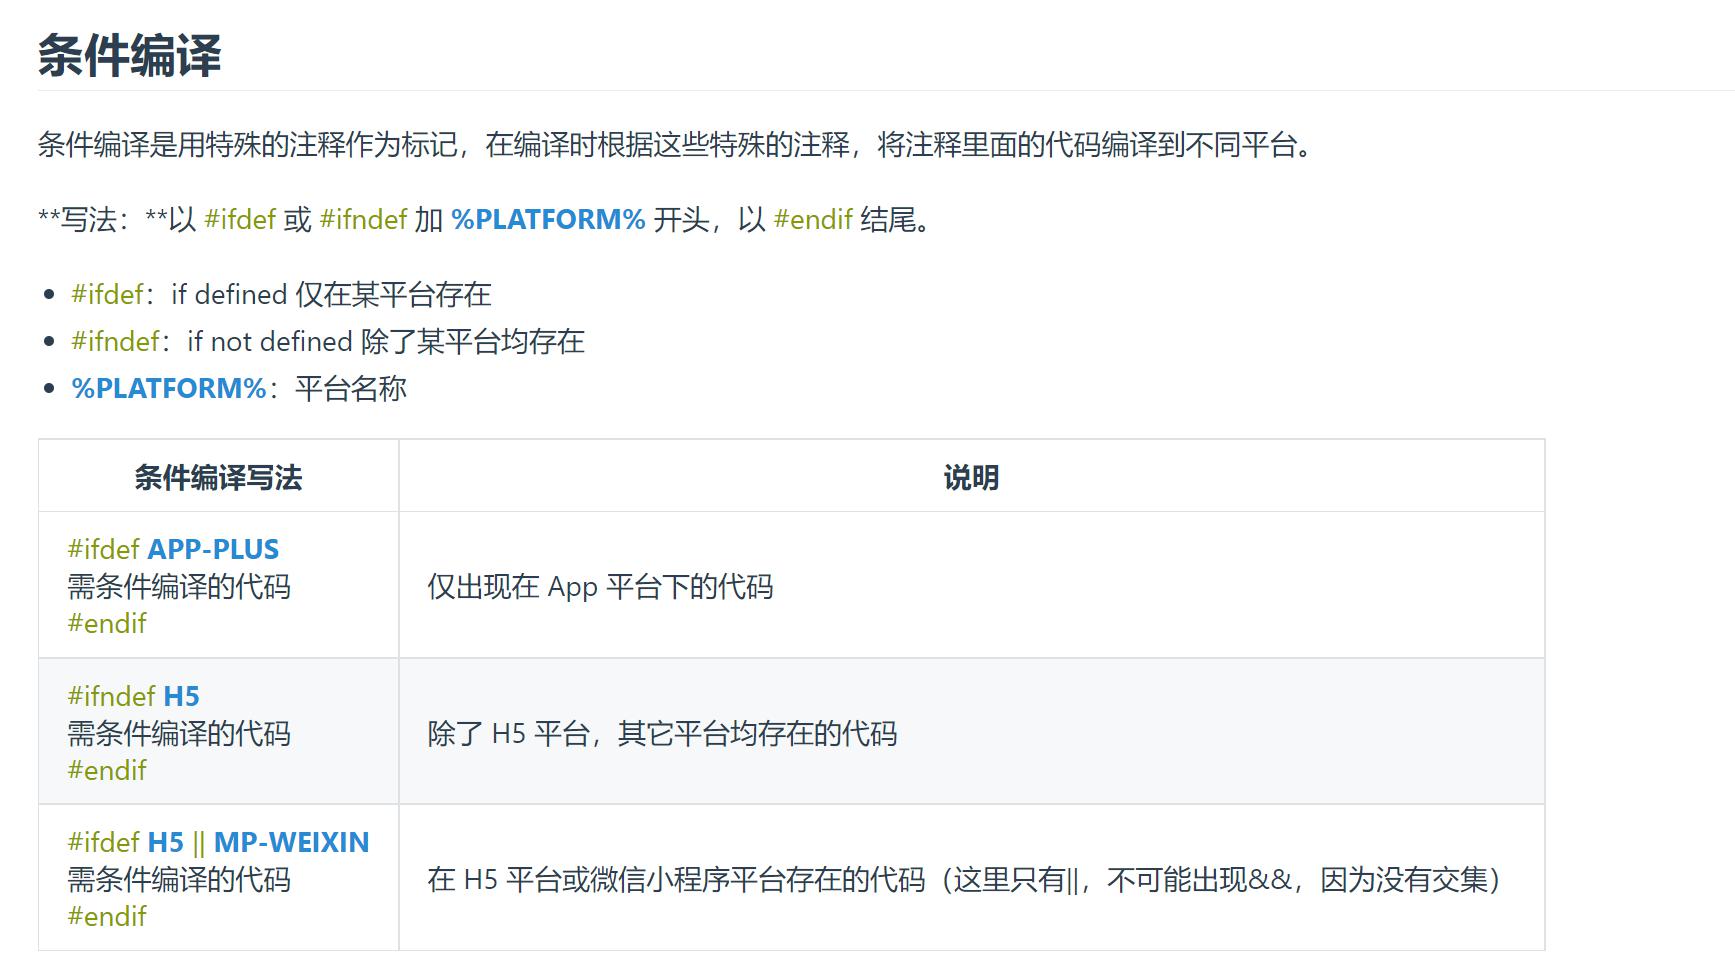 条件编译
条件编译是用特殊的注释作为标记，在编译时根据这些特殊的注释，将注释里面的代码编译到不同平台。
**写法：**以 #ifdef 或 #ifndef 加 %PLATFORM% 开头，以 #endif 结尾。
#ifdef：if defined 仅在某平台存在
#ifndef：if not defined 除了某平台均存在
%PLATFORM%：平台名称
条件编译写法
说明
#ifdef APP-PLUS
需条件编译的代码
#endif
仅出现在 App 平台下的代码
#ifndef H5
需条件编译的代码
#endif
除了 H5 平台，其它平台均存在的代码
#ifdef H5 || MP-WEIXIN
需条件编译的代码
#endif
在 H5 平台或微信小程序平台存在的代码（这里只有||，不可能出现&&，因为没有交集）